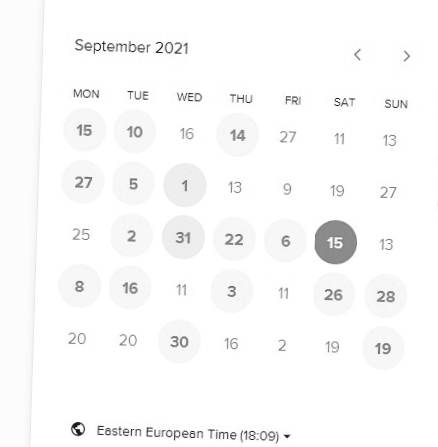 September 2021
MON TUE WED THU FRI SAT SUN
15 10 16 14 27 11 13
27 5 1 13 9 19 27
25 2 31 22 6 15 13
8 16 11 3 11 26 28
20 20 30 16 2 19 19
Eastern European Time (18:09)